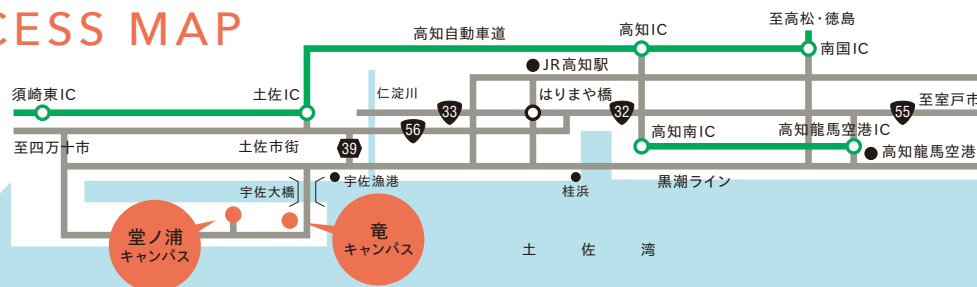 CESS MAP
至高松・徳島
高知自動車道
高知IC
南国IC
JR高知駅
須崎東IC
土佐IC
仁淀川
はりまや橋
至室戸市
33
32
55
56
高知南IC
高知龍馬空港IC
至四万十市
土佐市街
39
高知龍馬空港
宇佐大橋
宇佐漁港
桂浜
黒潮ライン
堂ノ浦
キャンパス
竜
キャンパス
土佐湾